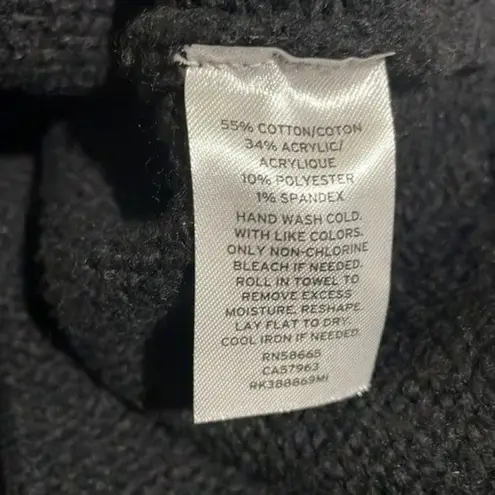 55% COTTON/COTON
34% ACRYLIC/
ACRYLIQUE
10% POLYESTER
1% SPANDEX
HAND WASH COLD.
WITH LIKE COLORS.
ONLY NON-CHLORINE
BLEACH IF NEEDED.
ROLL IN TOWEL TO
REMOVE EXCESS
MOISTURE. RESHAPE.
LAY FLAT TO DRY.
COOL IRON IF NEEDED.
RN58665
CA57963
RK388869MI